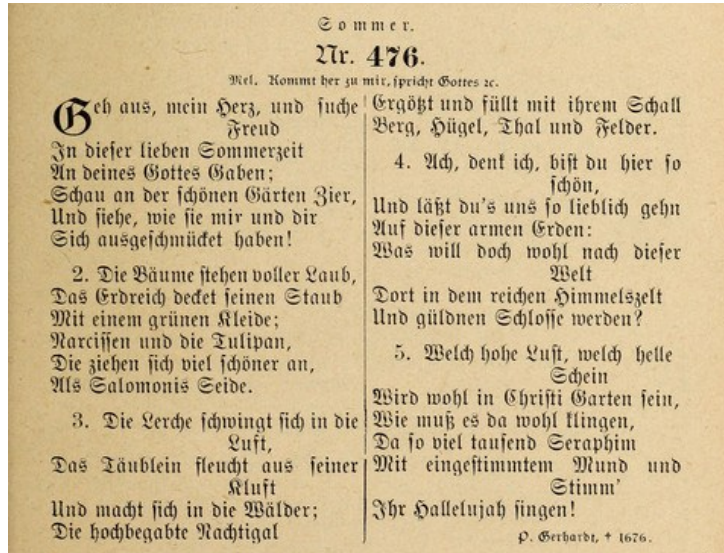 Sommer.
Nr. 476.
Mel. Kommt her zu mir, spricht Gottes ꝛc.
Geh aus, mein Herz, und suche
Freud
In dieser lieben Sommerzeit
An deines Gottes Gaben;
Schau an der schönen Gärten Zier,
Und siehe, wie sie mir und dir
Sich ausgeschmücket haben!
2. Die Bäume stehen voller Laub,
Das Erdreich decket seinen Staub
Mit einem grünen Kleide;
Narcissen und die Tulipan,
Die ziehen sich viel schöner an,
Als Salomonis Seide.
3. Die Lerche schwingt sich in die
Luft,
Das Täublein fleucht aus seiner
Kluft
Und macht sich in die Wälder;
Die hochbegabte Nachtigal
Ergötzt und füllt mit ihrem Schall
Berg, Hügel, Thal und Felder.
4. Ach, denk ich, bist du hier so
schön,
Und läßt du's uns so lieblich gehn
Auf dieser armen Erden:
Was will doch wohl nach dieser
Welt
Dort in dem reichen Himmelszelt
Und güldnen Schlosse werden?
5. Welch hohe Lust, welch helle
Schein
Wird wohl in Christi Garten sein,
Wie muß es da wohl klingen,
Da so viel tausend Seraphim
Mit eingestimmtem Mund und
Stimm'
Ihr Hallelujah singen!
P. Gerhardt, † 1676.